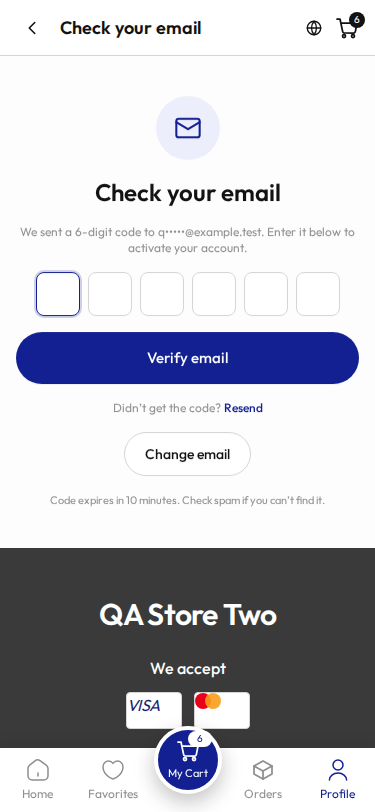 Check your email
6
Check your email
We sent a 6-digit code to q•••••@example.test. Enter it below to
activate your account.
Verify email
Didn't get the code? Resend
Change email
Code expires in 10 minutes. Check spam if you can't find it.
QA Store Two
We accept
VISA
6
My Cart
Home
Favorites
Orders
Profile